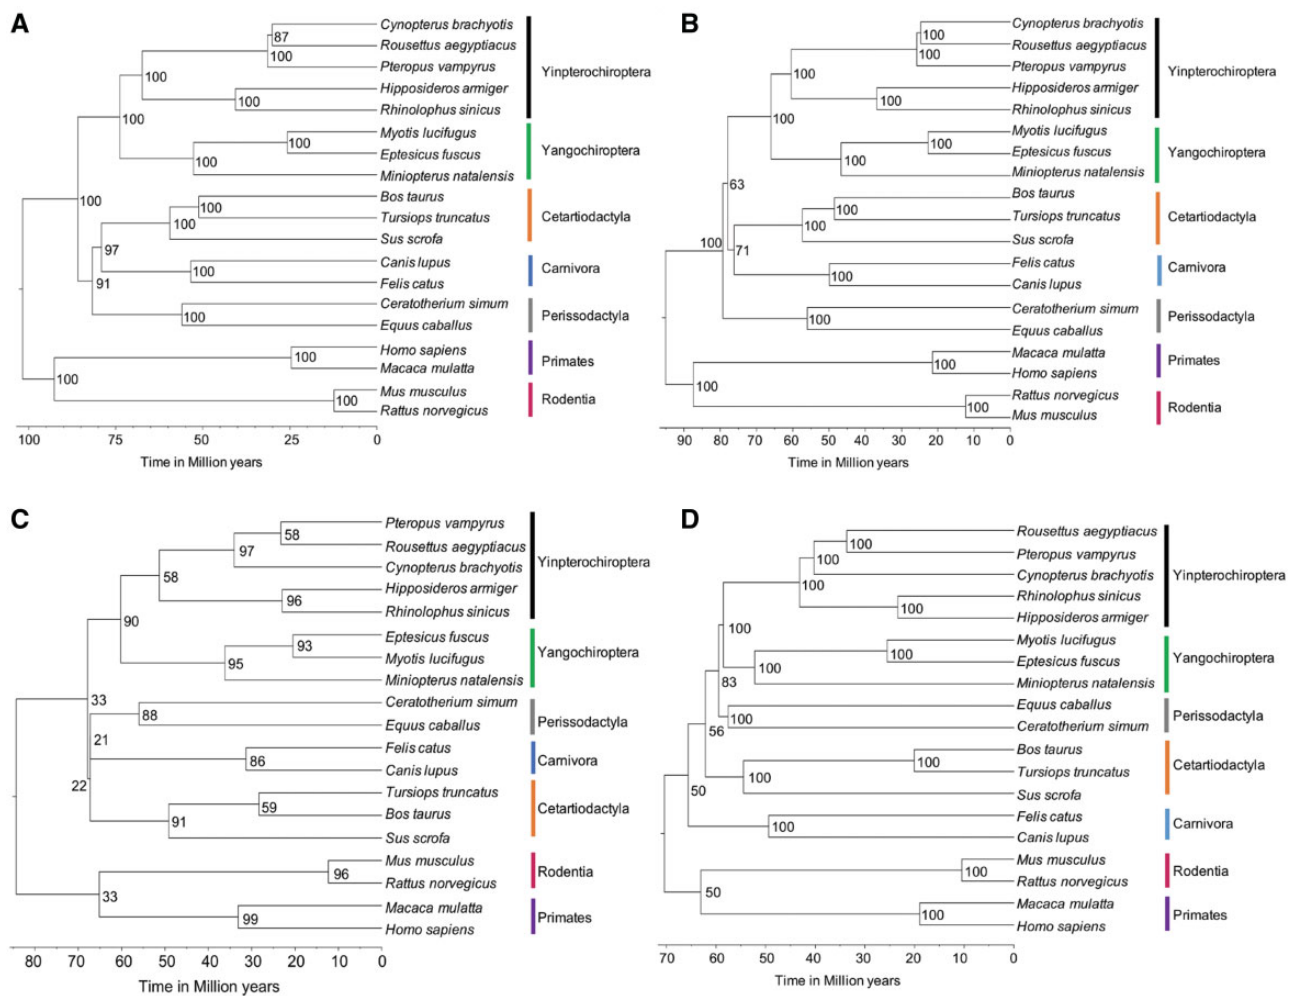 A
Cynopterus brachyotis
87
Rousettus aegyptiacus
100
Pteropus vampyrus
100
Yinpterochiroptera
Hipposideros armiger
100
Rhinolophus sinicus
100
Myotis lucifugus
100
Eptesicus fuscus
Yangochiroptera
100
Miniopterus natalensis
100
Bos taurus
100
Tursiops truncatus
Cetartiodactyla
100
Sus scrofa
97
Canis lupus
100
Carnivora
Felis catus
91
Ceratotherium simum
100
Perissodactyla
Equus caballus
Homo sapiens
100
Primates
Macaca mulatta
100
Mus musculus
100
Rodentia
Rattus norvegicus
100 75 50 25 0
Time in Million years
B
Cynopterus brachyotis
100
Rousettus aegyptiacus
100
Pteropus vampyrus
100
Yinpterochiroptera
Hipposideros armiger
100
Rhinolophus sinicus
100
Myotis lucifugus
100
Eptesicus fuscus
Yangochiroptera
100
Miniopterus natalensis
63
Bos taurus
100
Tursiops truncatus
Cetartiodactyla
100
Sus scrofa
100
71
Felis catus
100
Carnivora
Canis lupus
Ceratotherium simum
100
Perissodactyla
Equus caballus
Macaca mulatta
100
Primates
Homo sapiens
100
Rattus norvegicus
100
Rodentia
Mus musculus
90 80 70 60 50 40 30 20 10 0
Time in Million years
C
Pteropus vampyrus
58
Rousettus aegyptiacus
97
Yinpterochiroptera
Cynopterus brachyotis
58
Hipposideros armiger
96
Rhinolophus sinicus
90
Eptesicus fuscus
93
Yangochiroptera
Myotis lucifugus
95
Miniopterus natalensis
33
Ceratotherium simum
88
Perissodactyla
Equus caballus
21
Felis catus
86
Carnivora
Canis lupus
22
Tursiops truncatus
59
Cetartiodactyla
Bos taurus
91
Sus scrofa
Mus musculus
96
Rodentia
Rattus norvegicus
33
Macaca mulatta
99
Primates
Homo sapiens
80 70 60 50 40 30 20 10 0
Time in Million years
D
Rousettus aegyptiacus
100
Pteropus vampyrus
100
Cynopterus brachyotis
Yinpterochiroptera
100
Rhinolophus sinicus
100
Hipposideros armiger
100
Myotis lucifugus
100
Eptesicus fuscus
Yangochiroptera
100
Miniopterus natalensis
83
Equus caballus
100
Perissodactyla
Ceratotherium simum
56
Bos taurus
100
Cetartiodactyla
Tursiops truncatus
100
Sus scrofa
50
Felis catus
100
Carnivora
Canis lupus
Mus musculus
100
Rodentia
Rattus norvegicus
50
Macaca mulatta
100
Primates
Homo sapiens
70 60 50 40 30 20 10 0
Time in Million years